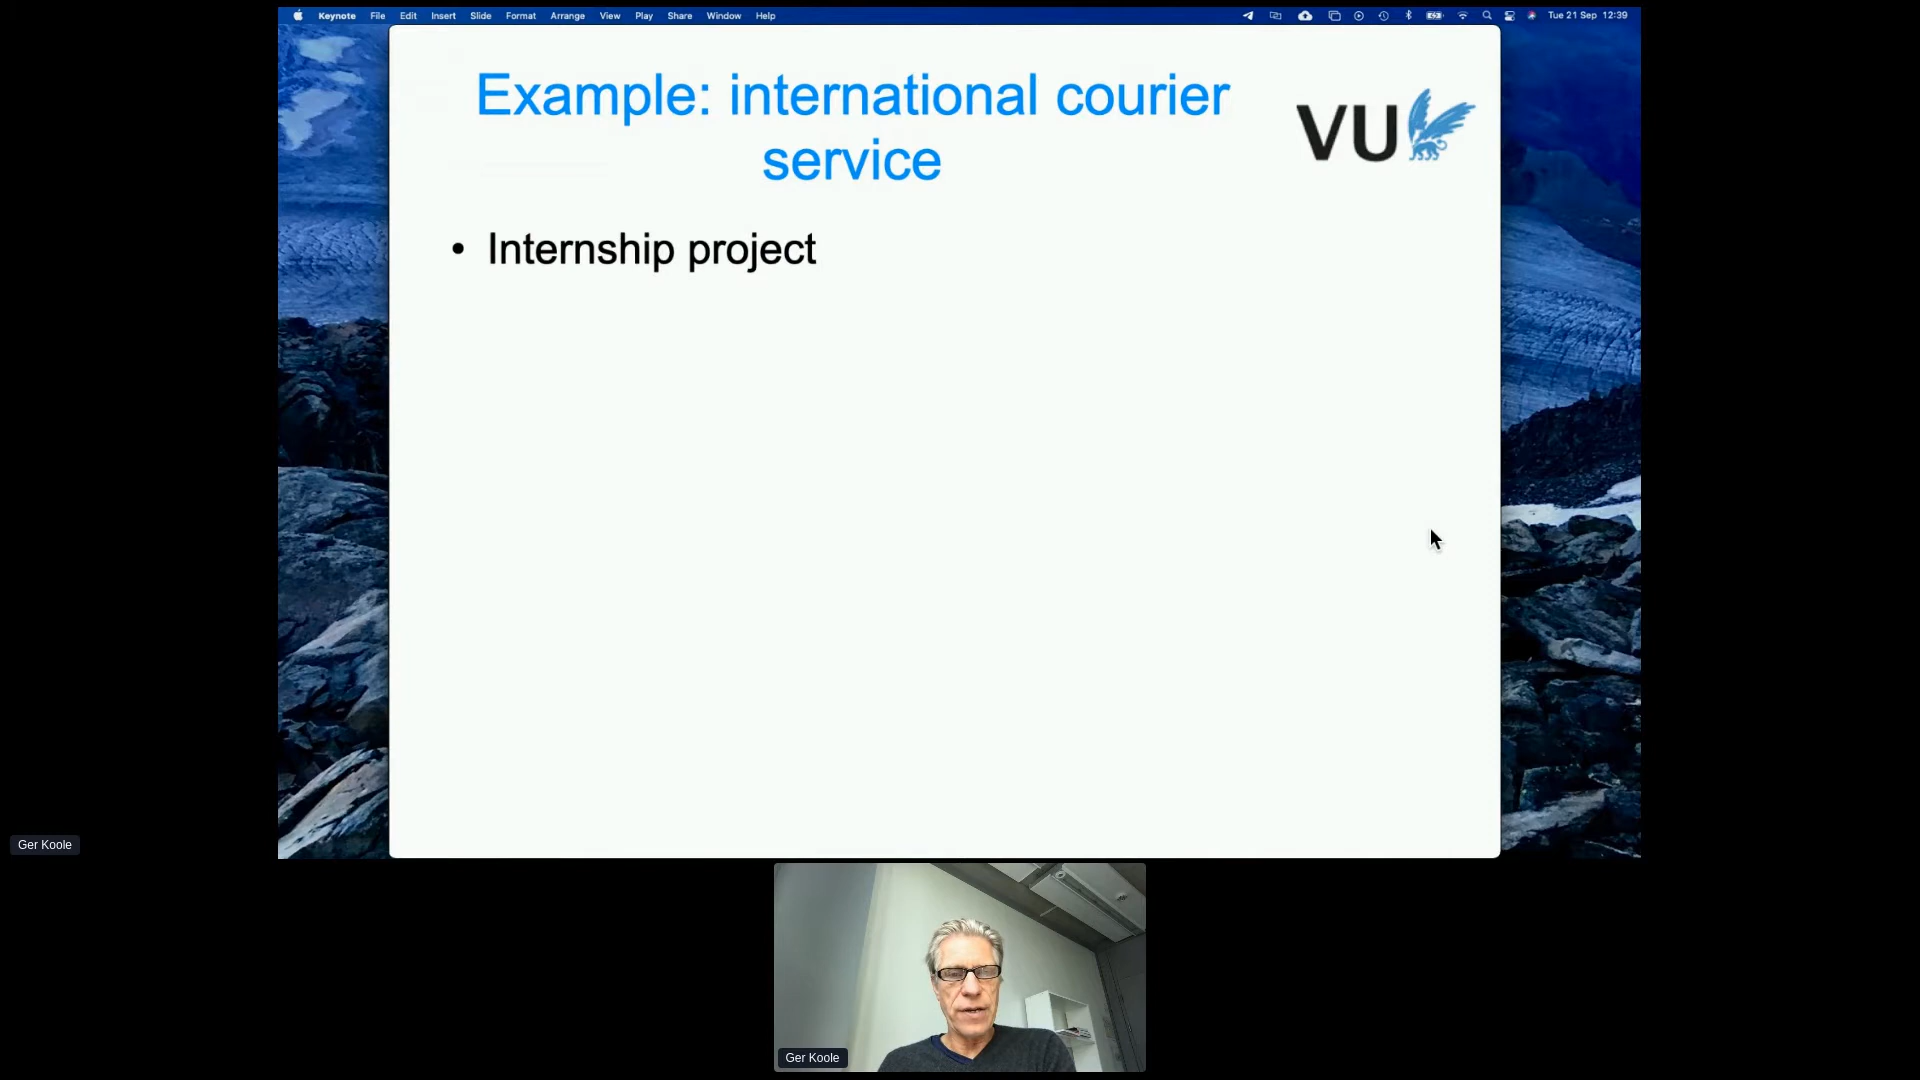 Keynote File Edit Insert Slide Format Arrange View Play Share Window Help Tue 21 Sep 12:39
Example: international courier
service
VU
• Internship project
Ger Koole
Ger Koole